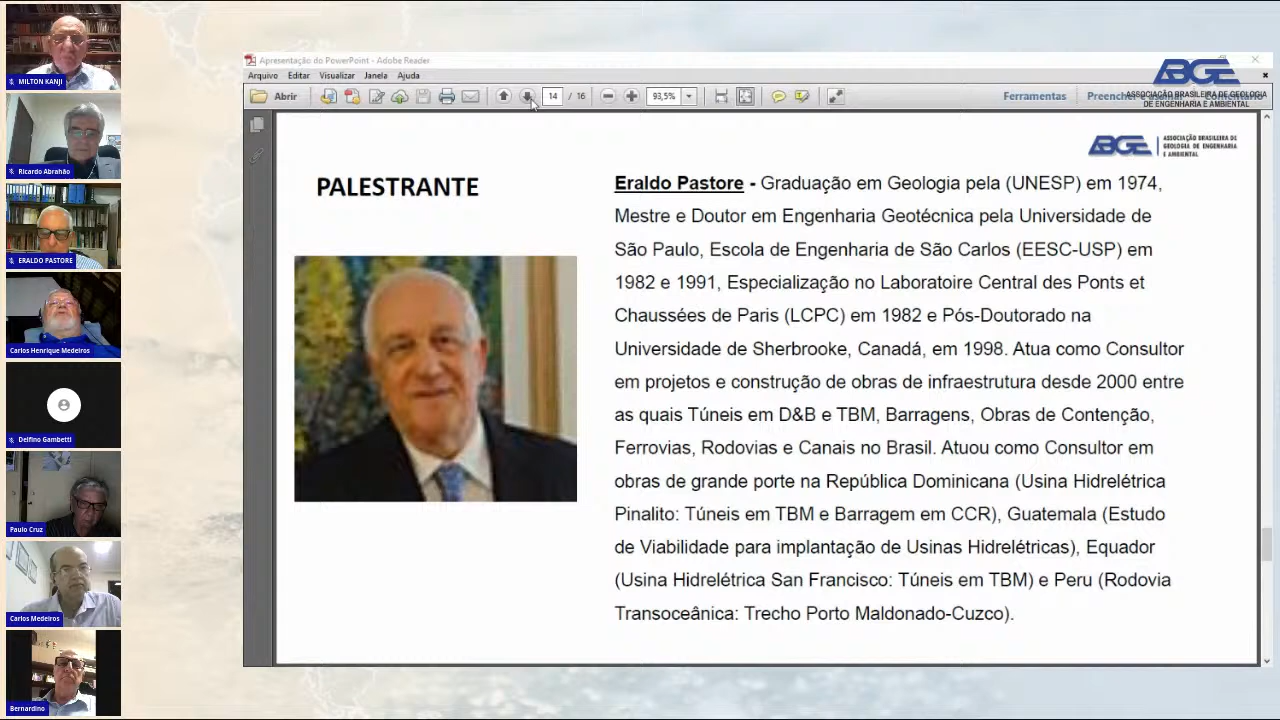 MILTON KANJI
Ricardo Abrahão
ERALDO PASTORE
Carlos Henrique Medeiros
Delfino Gambetti
Paulo Cruz
Carlos Medeiros
Bernardino
Apresentação do PowerPoint - Adobe Reader
Arquivo Editar Visualizar Janela Ajuda
Abrir 14 / 16 93,5% Ferramentas
ABGE
ASSOCIAÇÃO BRASILEIRA DE GEOLOGIA
DE ENGENHARIA E AMBIENTAL
ABGE
ASSOCIAÇÃO BRASILEIRA DE
GEOLOGIA DE ENGENHARIA
E AMBIENTAL
PALESTRANTE
Eraldo Pastore - Graduação em Geologia pela (UNESP) em 1974,
Mestre e Doutor em Engenharia Geotécnica pela Universidade de
São Paulo, Escola de Engenharia de São Carlos (EESC-USP) em
1982 e 1991, Especialização no Laboratoire Central des Ponts et
Chaussées de Paris (LCPC) em 1982 e Pós-Doutorado na
Universidade de Sherbrooke, Canadá, em 1998. Atua como Consultor
em projetos e construção de obras de infraestrutura desde 2000 entre
as quais Túneis em D&B e TBM, Barragens, Obras de Contenção,
Ferrovias, Rodovias e Canais no Brasil. Atuou como Consultor em
obras de grande porte na República Dominicana (Usina Hidrelétrica
Pinalito: Túneis em TBM e Barragem em CCR), Guatemala (Estudo
de Viabilidade para implantação de Usinas Hidrelétricas), Equador
(Usina Hidrelétrica San Francisco: Túneis em TBM) e Peru (Rodovia
Transoceânica: Trecho Porto Maldonado-Cuzco).